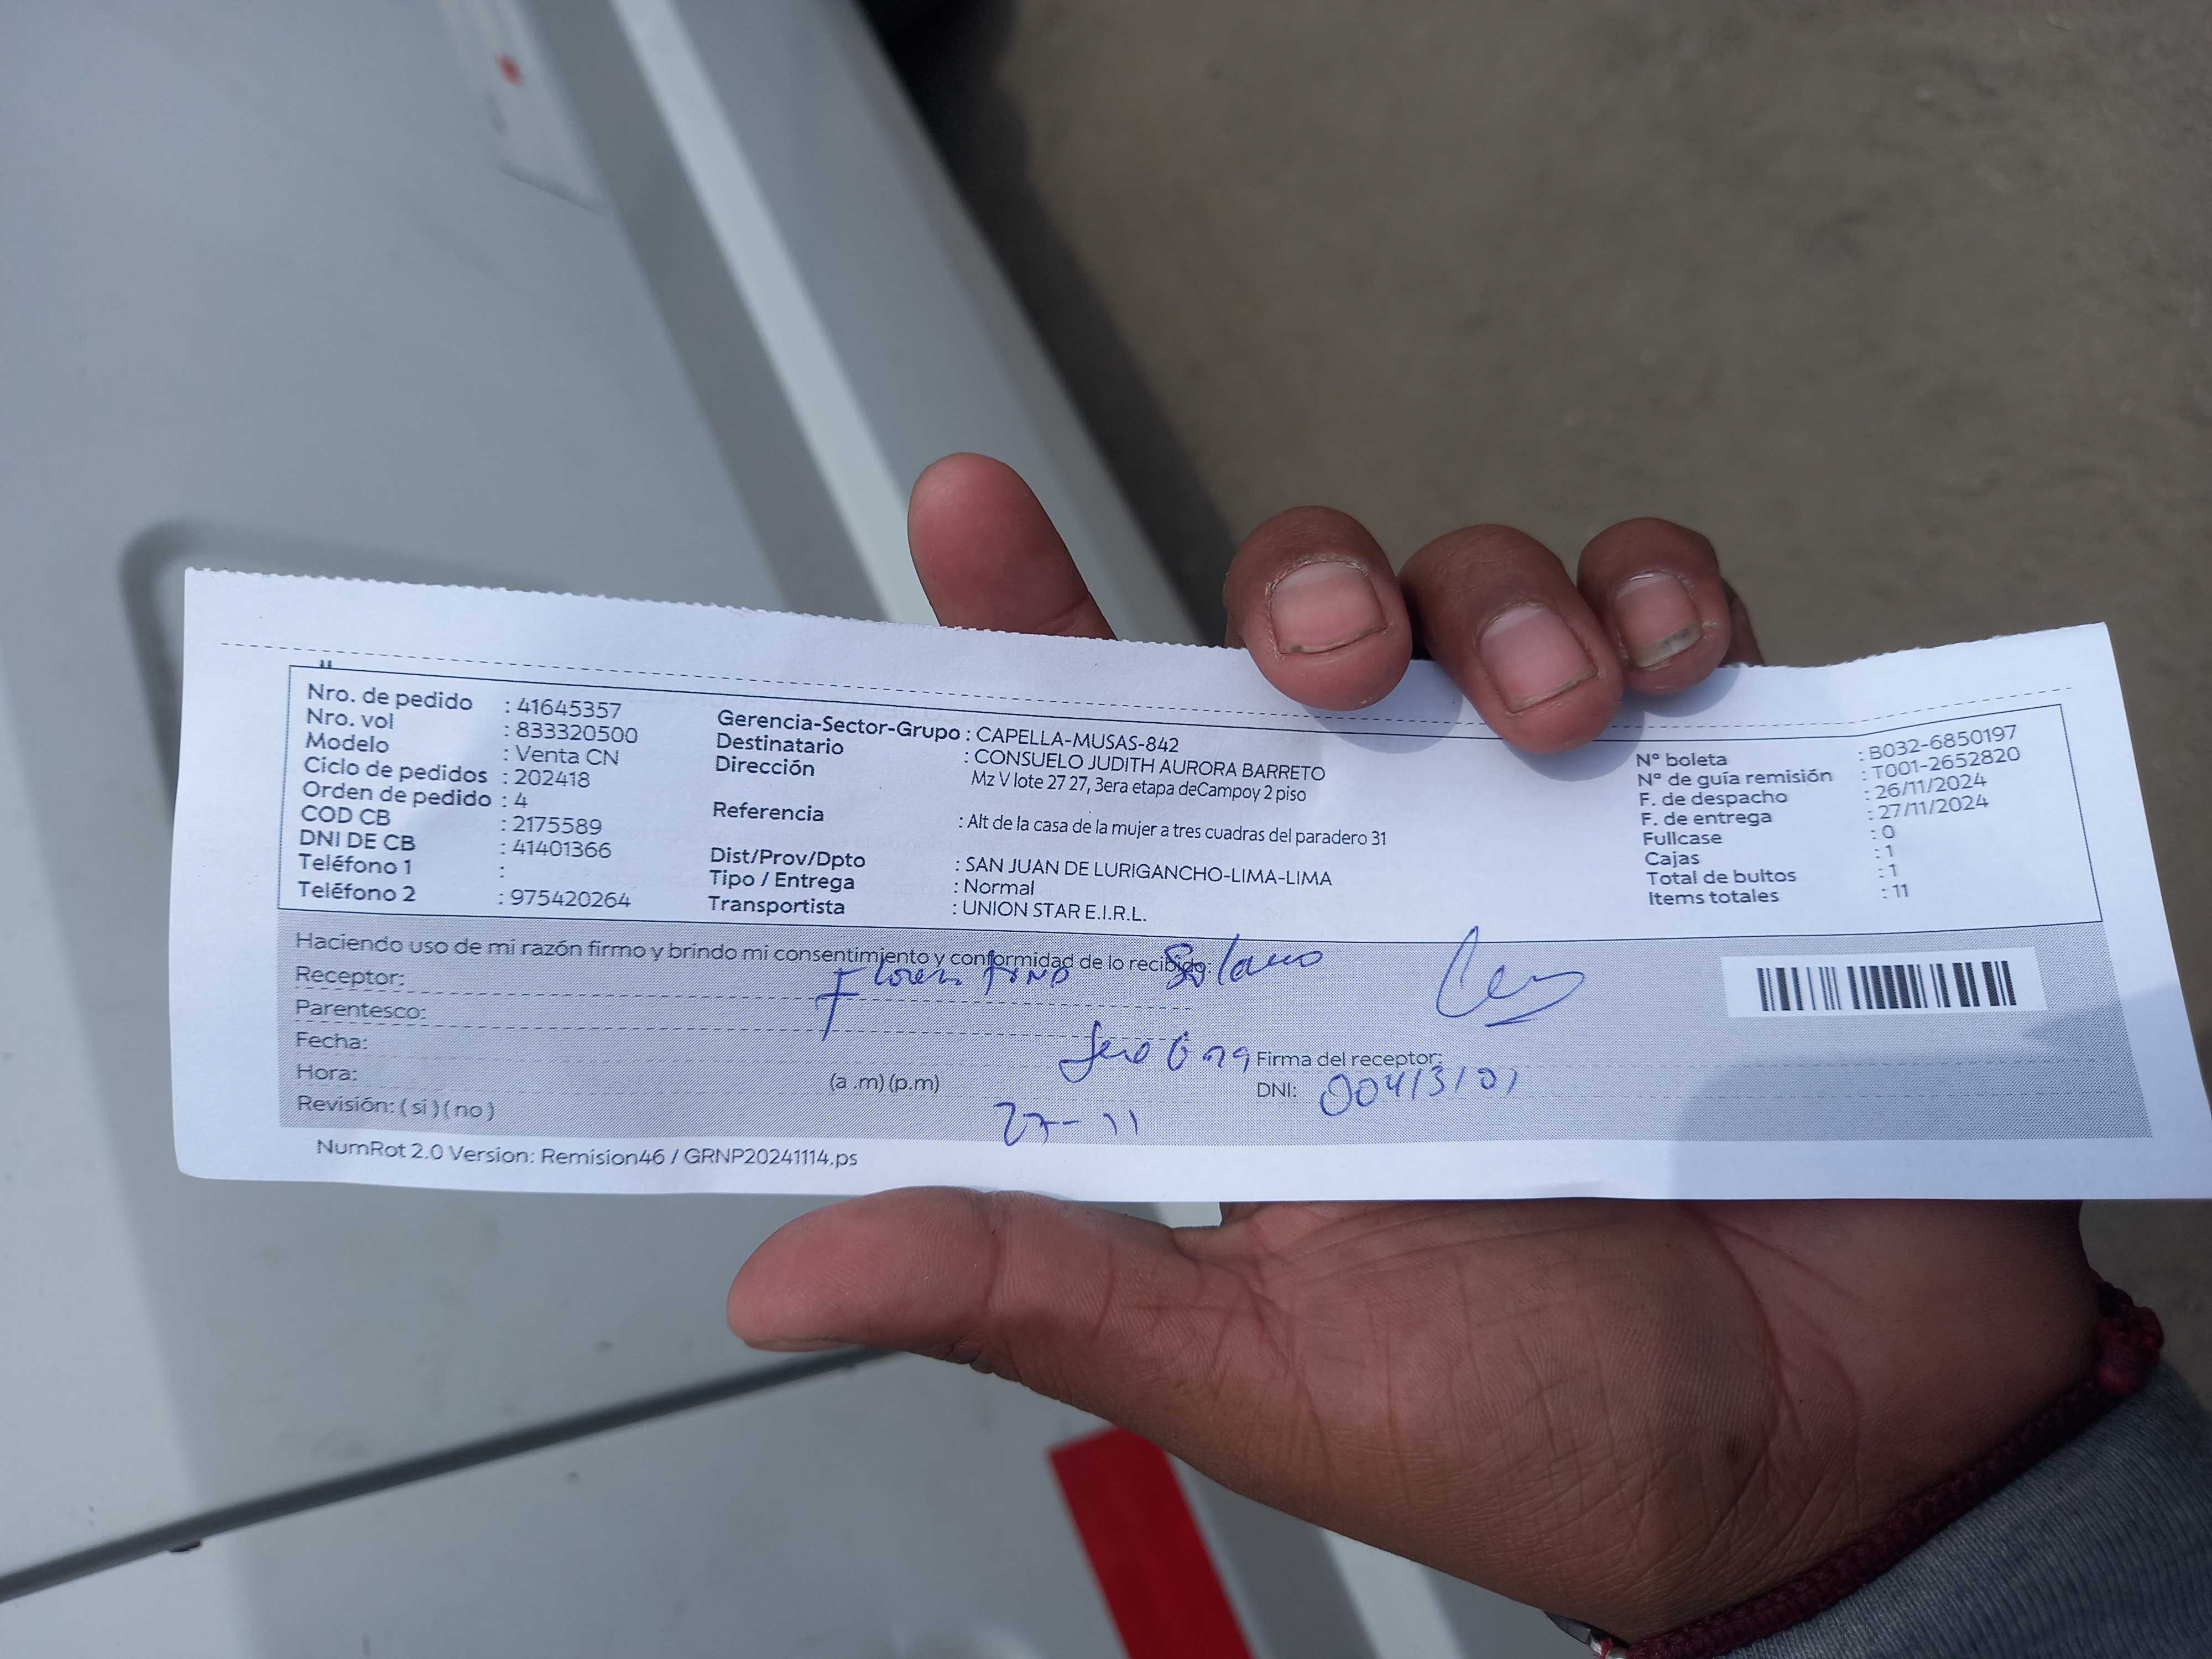 Nro. de pedido : 41645357
Nro. vol : 833320500
Modelo : Venta CN
Ciclo de pedidos : 202418
Orden de pedido : 4
COD CB : 2175589
DNI DE CB : 41401366
Teléfono 1 :
Teléfono 2 : 975420264
Gerencia-Sector-Grupo : CAPELLA-MUSAS-842
Destinatario : CONSUELO JUDITH AURORA BARRETO
Dirección Mz V lote 27 27, 3era etapa deCampoy 2 piso
Referencia : Alt de la casa de la mujer a tres cuadras del paradero 31
Dist/Prov/Dpto : SAN JUAN DE LURIGANCHO-LIMA-LIMA
Tipo / Entrega : Normal
Transportista : UNION STAR E.I.R.L.
Nº boleta : B032-6850197
Nª de guía remisión : T001-2652820
F. de despacho : 26/11/2024
F. de entrega : 27/11/2024
Fullcase : 0
Cajas : 1
Total de bultos : 1
Items totales : 11
Haciendo uso de mi razón firmo y brindo mi consentimiento y conformidad de lo recibido:
Receptor: Solano
Parentesco:
Fecha:
Firma del receptor:
Hora: (a .m) (p.m)
DNI:
Revisión: ( si ) ( no ) 27-11
NumRot 2.0 Version: Remision46 / GRNP20241114.ps